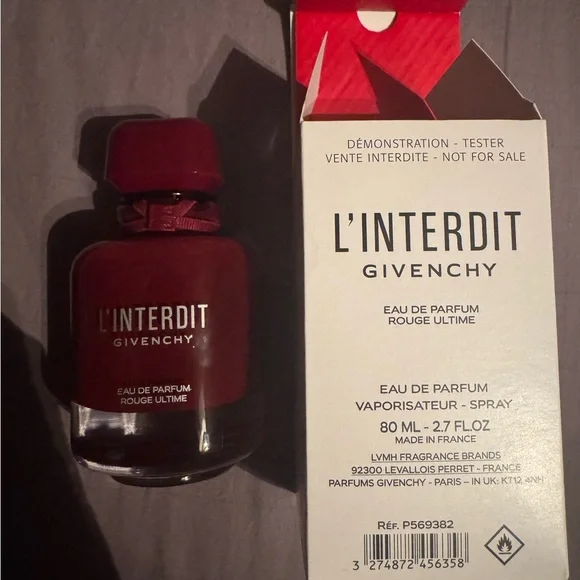 L'INTERDIT
GIVENCHY
EAU DE PARFUM
ROUGE ULTIME
DÉMONSTRATION - TESTER
VENTE INTERDITE - NOT FOR SALE
L'INTERDIT
GIVENCHY
EAU DE PARFUM
ROUGE ULTIME
EAU DE PARFUM
VAPORISATEUR - SPRAY
80 ML - 2.7 FL.OZ
MADE IN FRANCE
LVMH FRAGRANCE BRANDS
92300 LEVALLOIS PERRET - FRANCE
PARFUMS GIVENCHY - PARIS – IN UK: KT12 4NH
RÉF. P569382
3 274872 456358